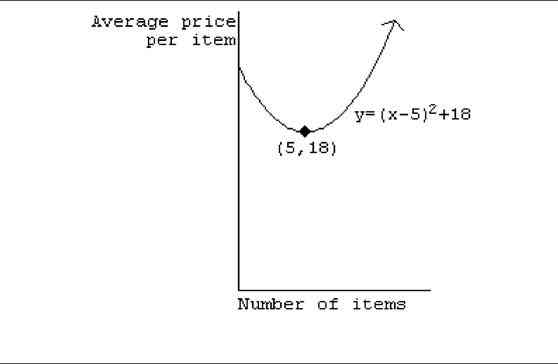 Average price
per item
y=(x-5)²+18
(5,18)
Number of items